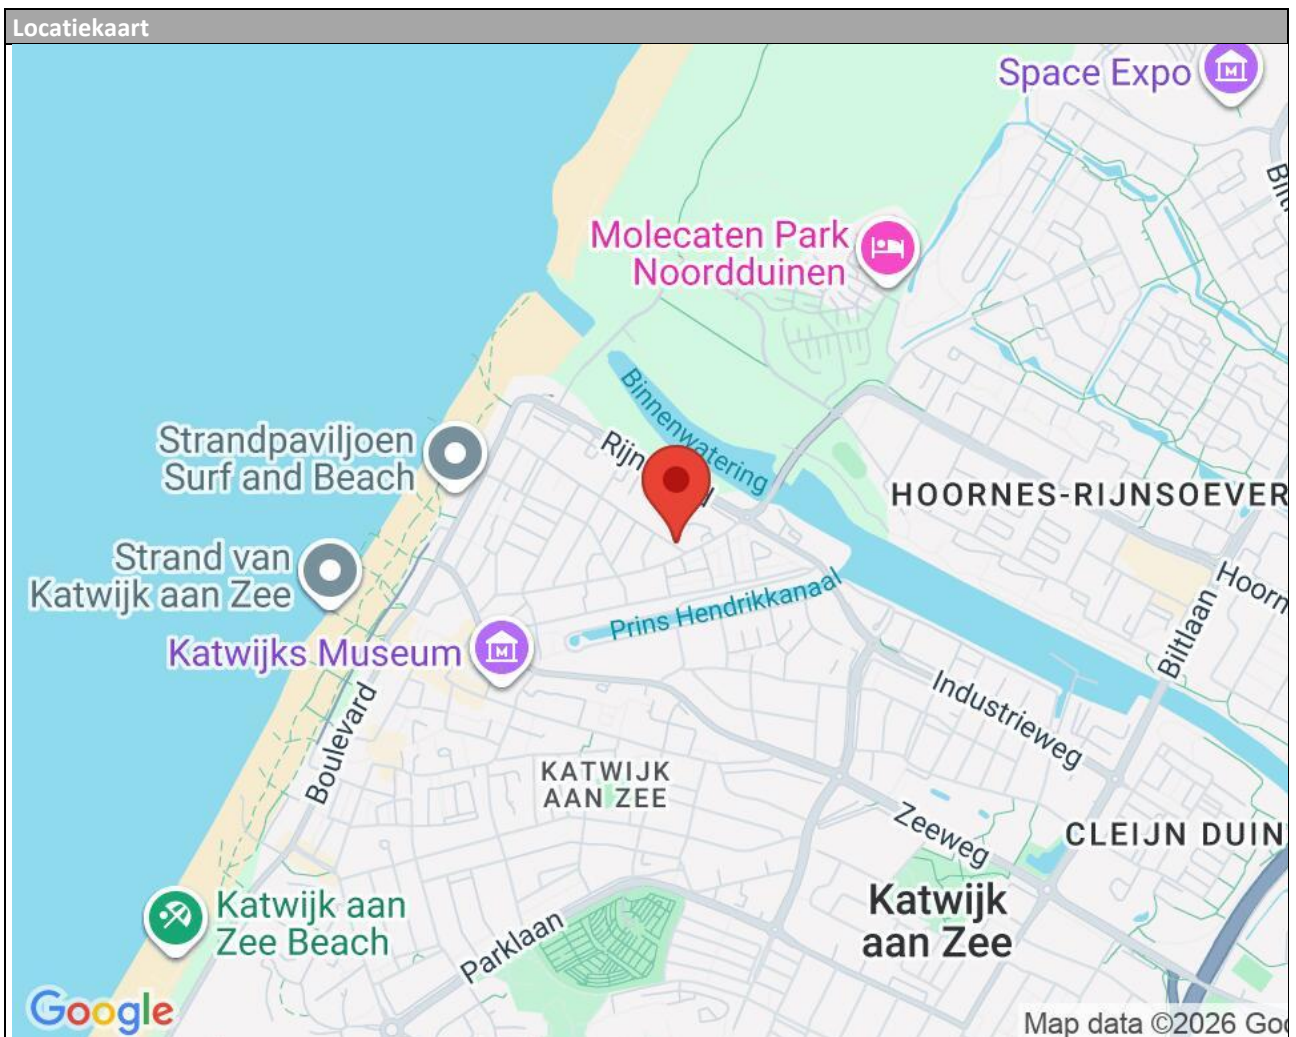 Locatiekaart
Space Expo
Molecaten Park
Noordduinen
Binnenwatering
Strandpaviljoen
Surf and Beach
HOORNES-RIJNSOEVER
Strand van
Katwijk aan Zee
Hoorn
Prins Hendrikkanaal
Biltlaan
Katwijks Museum
Industrieweg
Boulevard
KATWIJK
AAN ZEE
Zeeweg
CLEIJN DUIN
Katwijk
aan Zee
Katwijk aan
Zee Beach
Parklaan
Google
Map data ©2026 Goo